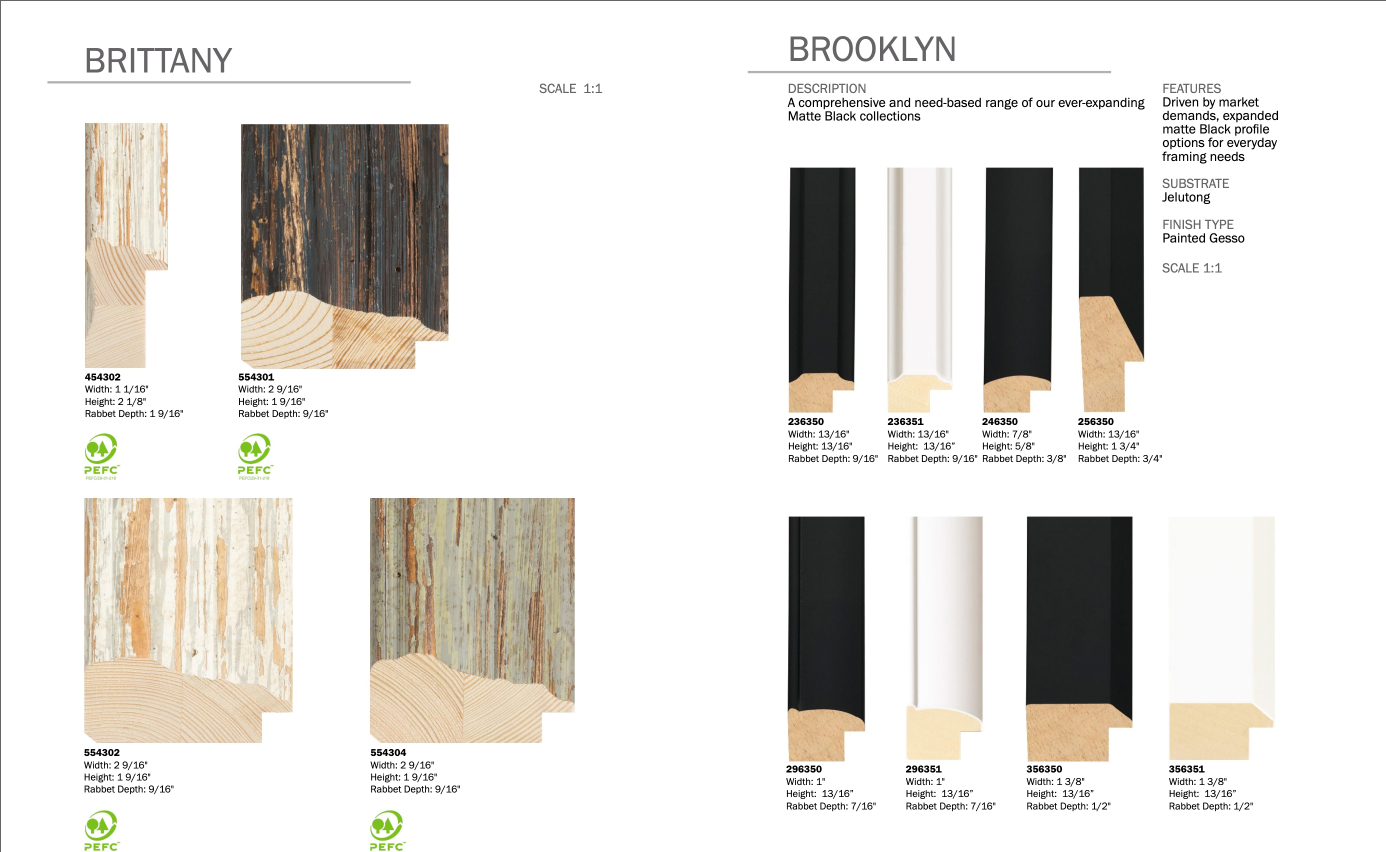 BRITTANY
SCALE 1:1
454302
Width: 1 1/16"
Height: 2 1/8"
Rabbet Depth: 1 9/16"
554301
Width: 2 9/16"
Height: 1 9/16"
Rabbet Depth: 9/16"
PEFC™
PEFC™
554302
Width: 2 9/16"
Height: 1 9/16"
Rabbet Depth: 9/16"
554304
Width: 2 9/16"
Height: 1 9/16"
Rabbet Depth: 9/16"
PEFC™
PEFC™
BROOKLYN
DESCRIPTION
A comprehensive and need-based range of our ever-expanding
Matte Black collections
FEATURES
Driven by market
demands, expanded
matte Black profile
options for everyday
framing needs
SUBSTRATE
Jelutong
FINISH TYPE
Painted Gesso
SCALE 1:1
236350
Width: 13/16"
Height: 13/16"
Rabbet Depth: 9/16"
236351
Width: 13/16"
Height: 13/16"
Rabbet Depth: 9/16"
246350
Width: 7/8"
Height: 5/8"
Rabbet Depth: 3/8"
256350
Width: 13/16"
Height: 1 3/4"
Rabbet Depth: 3/4"
296350
Width: 1"
Height: 13/16"
Rabbet Depth: 7/16"
296351
Width: 1"
Height: 13/16"
Rabbet Depth: 7/16"
356350
Width: 1 3/8"
Height: 13/16"
Rabbet Depth: 1/2"
356351
Width: 1 3/8"
Height: 13/16"
Rabbet Depth: 1/2"